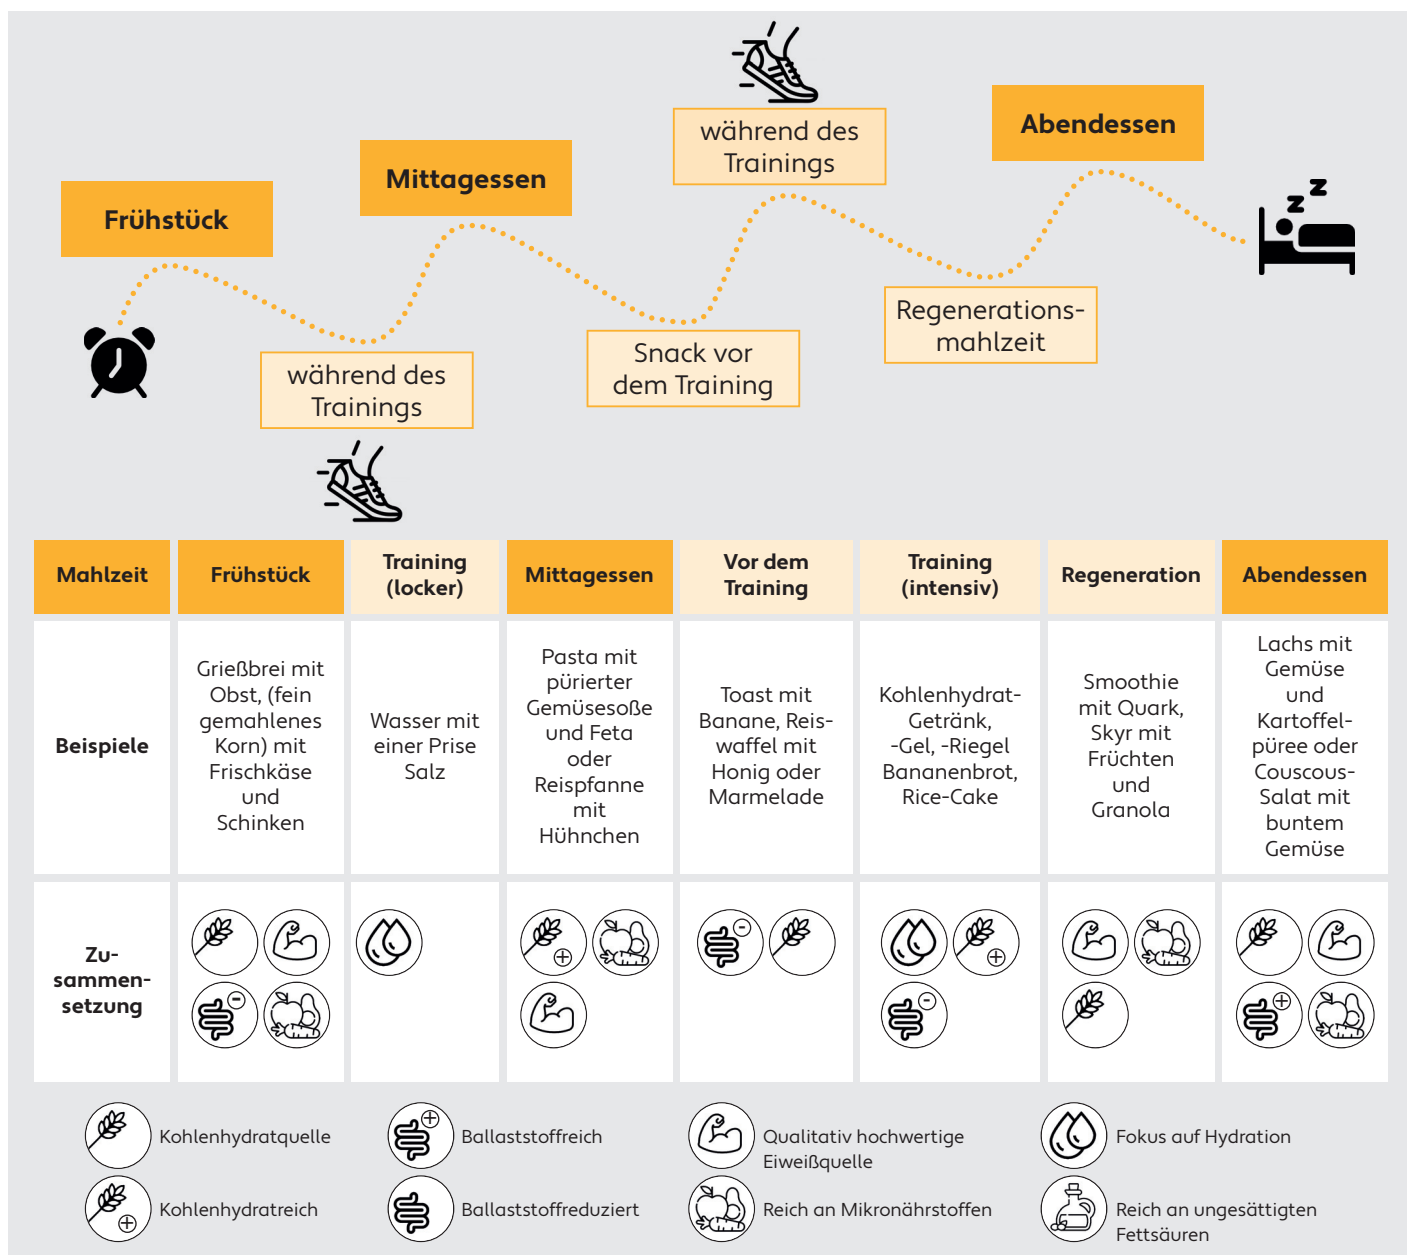 während des
Trainings
Abendessen
Mittagessen
Frühstück
Regenerations-
mahlzeit
Snack vor
dem Training
während des
Trainings
Mahlzeit
Frühstück
Training
(locker)
Mittagessen
Vor dem
Training
Training
(intensiv)
Regeneration
Abendessen
Beispiele
Grießbrei mit
Obst, (fein
gemahlenes
Korn) mit
Frischkäse
und
Schinken
Wasser mit
einer Prise
Salz
Pasta mit
pürierter
Gemüsesoße
und Feta
oder
Reispfanne
mit
Hühnchen
Toast mit
Banane, Reis-
waffel mit
Honig oder
Marmelade
Kohlenhydrat-
Getränk,
-Gel, -Riegel
Bananenbrot,
Rice-Cake
Smoothie
mit Quark,
Skyr mit
Früchten
und
Granola
Lachs mit
Gemüse
und
Kartoffel-
püree oder
Couscous-
Salat mit
buntem
Gemüse
Zu-
sammen-
setzung
Kohlenhydratquelle
Ballaststoffreich
Qualitativ hochwertige
Eiweißquelle
Fokus auf Hydration
Kohlenhydratreich
Ballaststoffreduziert
Reich an Mikronährstoffen
Reich an ungesättigten
Fettsäuren